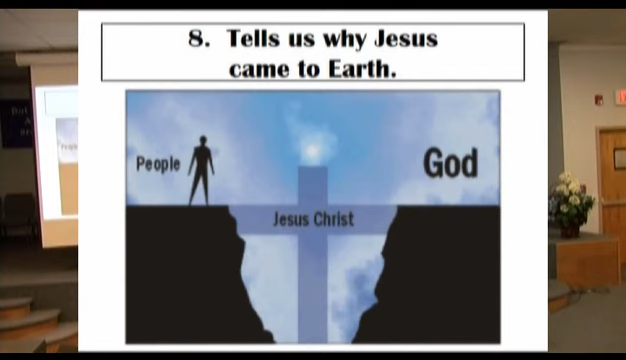 8. Tells us why Jesus
came to Earth.
People
God
Jesus Christ